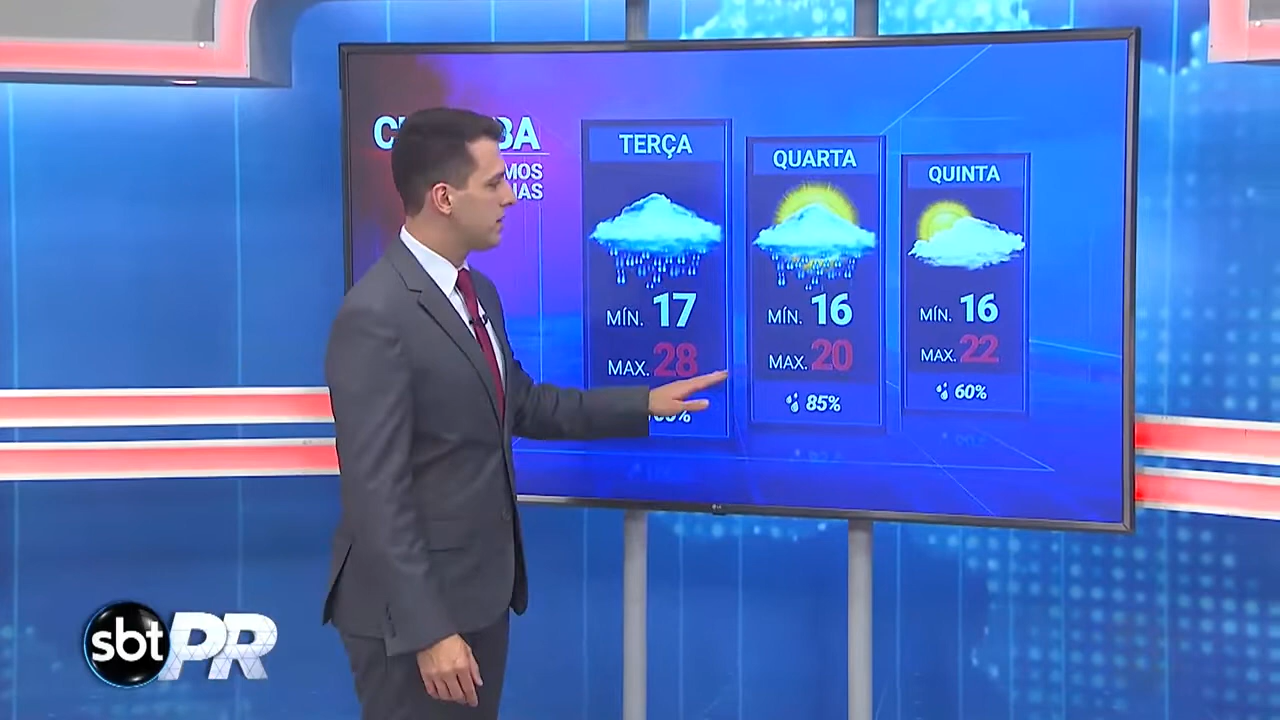 TERÇA
MÍN. 17
MAX. 28
QUARTA
MÍN. 16
MAX. 20
85%
QUINTA
MÍN. 16
MAX. 22
60%
LG
sbt PR